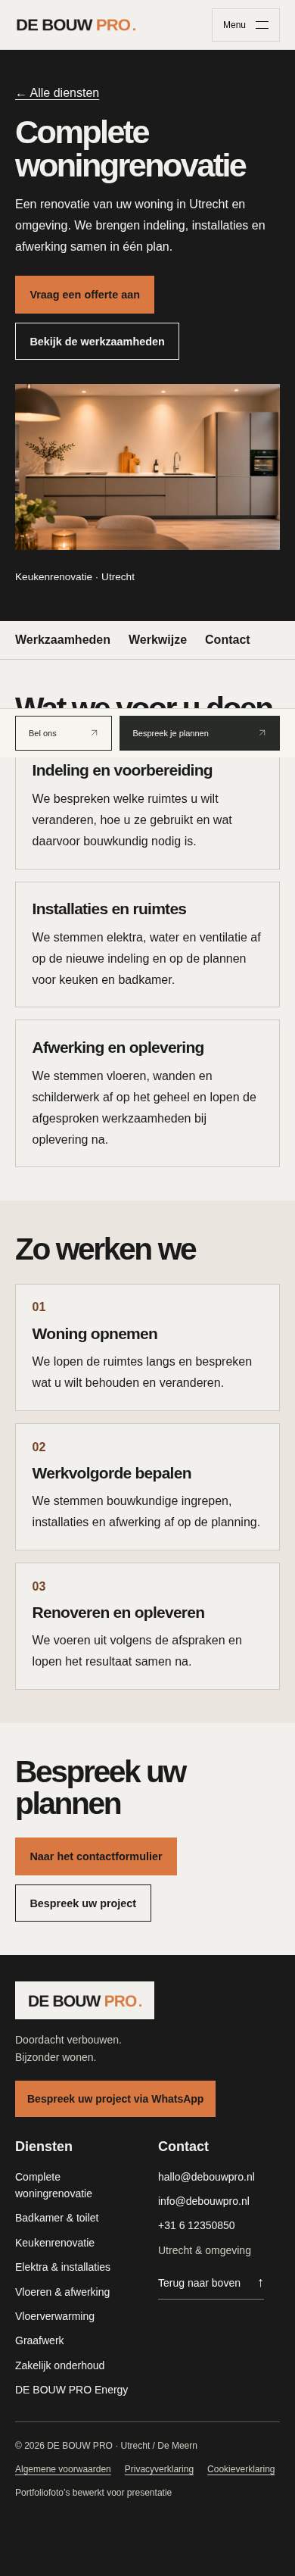 DE BOUW PRO.
Menu
← Alle diensten
Complete
woningrenovatie
Een renovatie van uw woning in Utrecht en
omgeving. We brengen indeling, installaties en
afwerking samen in één plan.
Vraag een offerte aan
Bekijk de werkzaamheden
Keukenrenovatie · Utrecht
Werkzaamheden Werkwijze Contact
Wat we voor u doen
Bel ons
Bespreek je plannen
Indeling en voorbereiding
We bespreken welke ruimtes u wilt
veranderen, hoe u ze gebruikt en wat
daarvoor bouwkundig nodig is.
Installaties en ruimtes
We stemmen elektra, water en ventilatie af
op de nieuwe indeling en op de plannen
voor keuken en badkamer.
Afwerking en oplevering
We stemmen vloeren, wanden en
schilderwerk af op het geheel en lopen de
afgesproken werkzaamheden bij
oplevering na.
Zo werken we
01
Woning opnemen
We lopen de ruimtes langs en bespreken
wat u wilt behouden en veranderen.
02
Werkvolgorde bepalen
We stemmen bouwkundige ingrepen,
installaties en afwerking af op de planning.
03
Renoveren en opleveren
We voeren uit volgens de afspraken en
lopen het resultaat samen na.
Bespreek uw
plannen
Naar het contactformulier
Bespreek uw project
DE BOUW PRO.
Doordacht verbouwen.
Bijzonder wonen.
Bespreek uw project via WhatsApp
Diensten
Complete
woningrenovatie
Badkamer & toilet
Keukenrenovatie
Elektra & installaties
Vloeren & afwerking
Vloerverwarming
Graafwerk
Zakelijk onderhoud
DE BOUW PRO Energy
Contact
hallo@debouwpro.nl
info@debouwpro.nl
+31 6 12350850
Utrecht & omgeving
Terug naar boven ↑
© 2026 DE BOUW PRO · Utrecht / De Meern
Algemene voorwaarden Privacyverklaring Cookieverklaring
Portfoliofoto's bewerkt voor presentatie